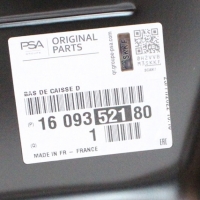 PSA
ORIGINAL
PARTS
BAS DE CAISSE D
(P) 16 093 521 80
1
MADE IN FR - FRANCE